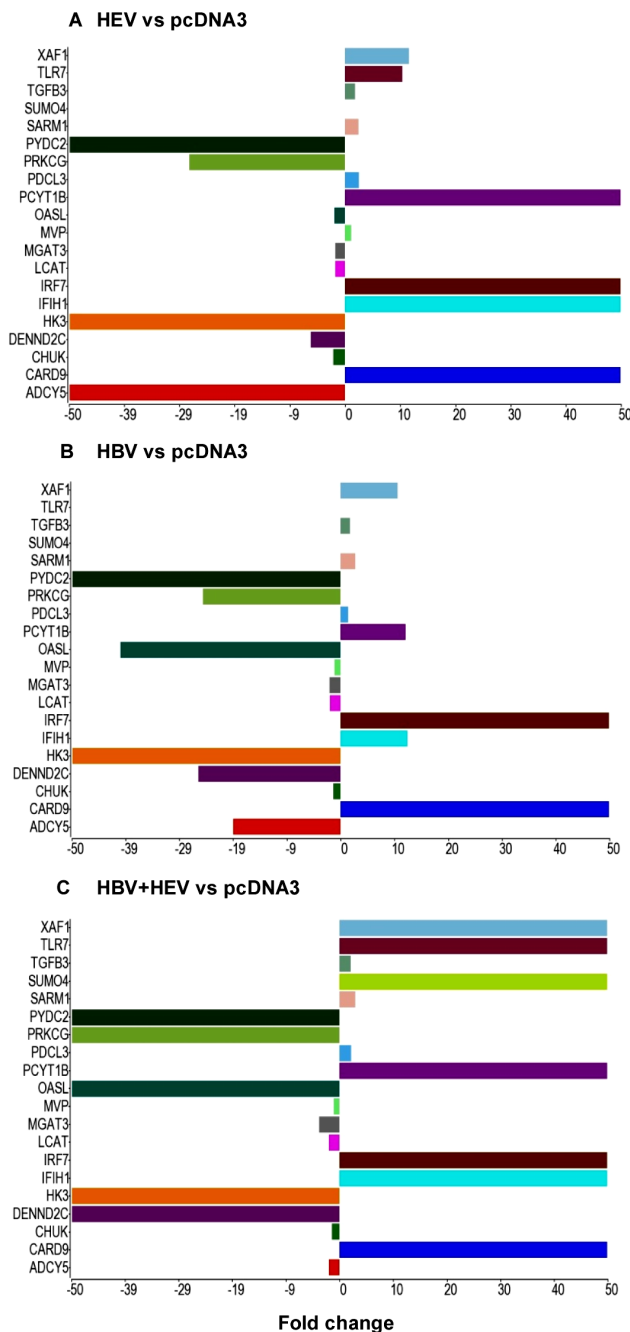 A HEV vs pcDNA3
XAF1
TLR7
TGFB3
SUMO4
SARM1
PYDC2
PRKCG
PDCL3
PCYT1B
OASL
MVP
MGAT3
LCAT
IRF7
IFIH1
HK3
DENND2C
CHUK
CARD9
ADCY5
-50 -39 -29 -19 -9 0 10 20 30 40 50
B HBV vs pcDNA3
XAF1
TLR7
TGFB3
SUMO4
SARM1
PYDC2
PRKCG
PDCL3
PCYT1B
OASL
MVP
MGAT3
LCAT
IRF7
IFIH1
HK3
DENND2C
CHUK
CARD9
ADCY5
-50 -39 -29 -19 -9 0 10 20 30 40 50
C HBV+HEV vs pcDNA3
XAF1
TLR7
TGFB3
SUMO4
SARM1
PYDC2
PRKCG
PDCL3
PCYT1B
OASL
MVP
MGAT3
LCAT
IRF7
IFIH1
HK3
DENND2C
CHUK
CARD9
ADCY5
-50 -39 -29 -19 -9 0 10 20 30 40 50
Fold change